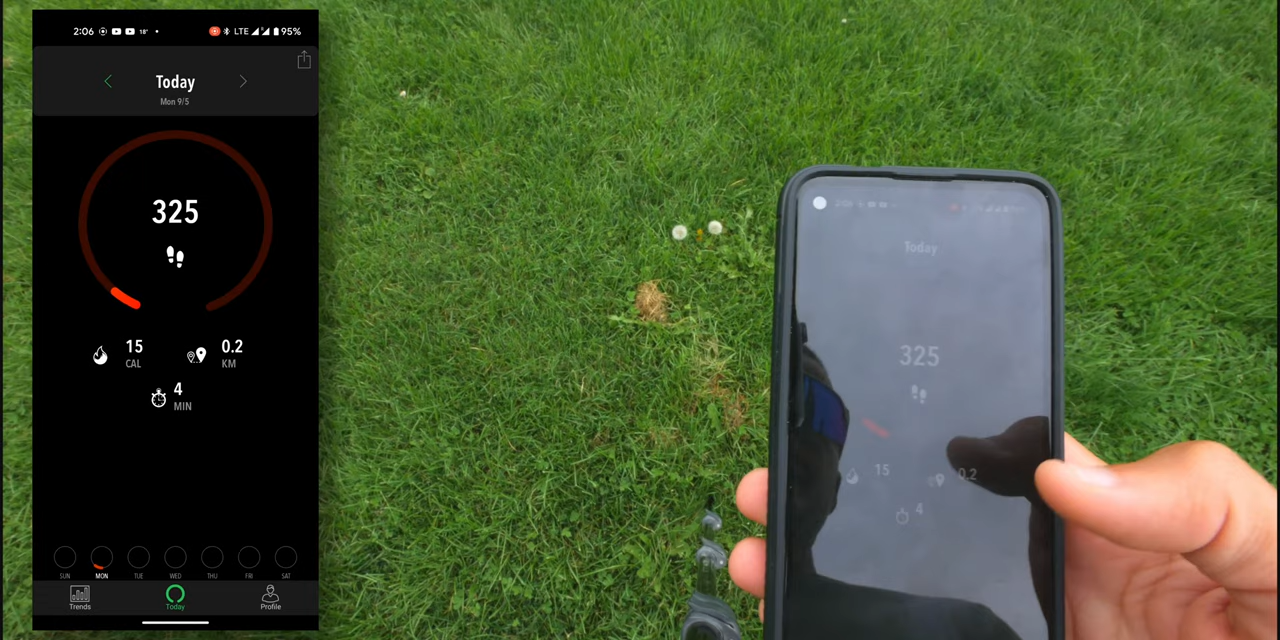 2:06 18° LTE 95%
Today
Mon 9/5
325
15
CAL
0.2
KM
4
MIN
SUN MON TUE WED THU FRI SAT
Trends Today Profile
Today
325
15
0.2
4